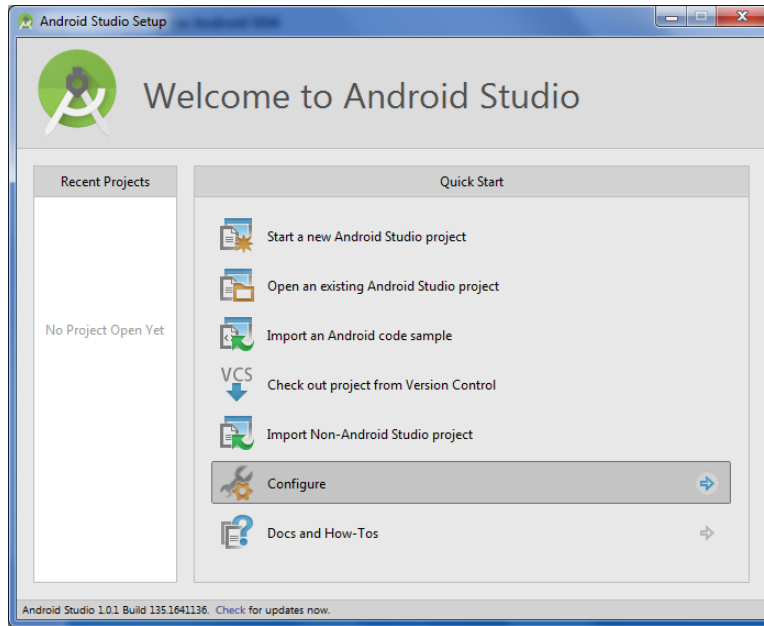 Android Studio Setup
Welcome to Android Studio
Recent Projects
No Project Open Yet
Quick Start
Start a new Android Studio project
Open an existing Android Studio project
Import an Android code sample
VCS
Check out project from Version Control
Import Non-Android Studio project
Configure
Docs and How-Tos
Android Studio 1.0.1 Build 135.1641136. Check for updates now.